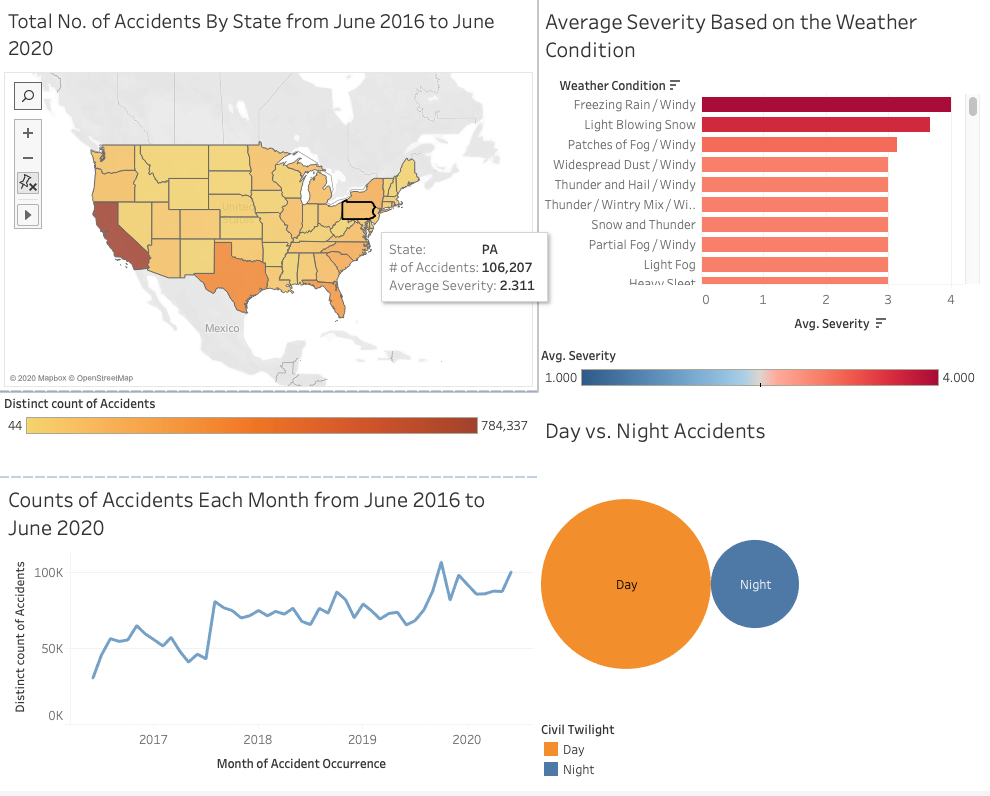 Total No. of Accidents By State from June 2016 to June
2020
United
States
State: PA
# of Accidents: 106,207
Average Severity: 2.311
Mexico
© 2020 Mapbox © OpenStreetMap
Distinct count of Accidents
44
784,337
Average Severity Based on the Weather
Condition
Weather Condition
Freezing Rain / Windy
Light Blowing Snow
Patches of Fog / Windy
Widespread Dust / Windy
Thunder and Hail / Windy
Thunder / Wintry Mix / Wi..
Snow and Thunder
Partial Fog / Windy
Light Fog
Heavy Sleet
0 1 2 3 4
Avg. Severity
Avg. Severity
1.000
4.000
Counts of Accidents Each Month from June 2016 to
June 2020
Distinct count of Accidents
100K
50K
0K
2017 2018 2019 2020
Month of Accident Occurrence
Day vs. Night Accidents
Day
Night
Civil Twilight
Day
Night